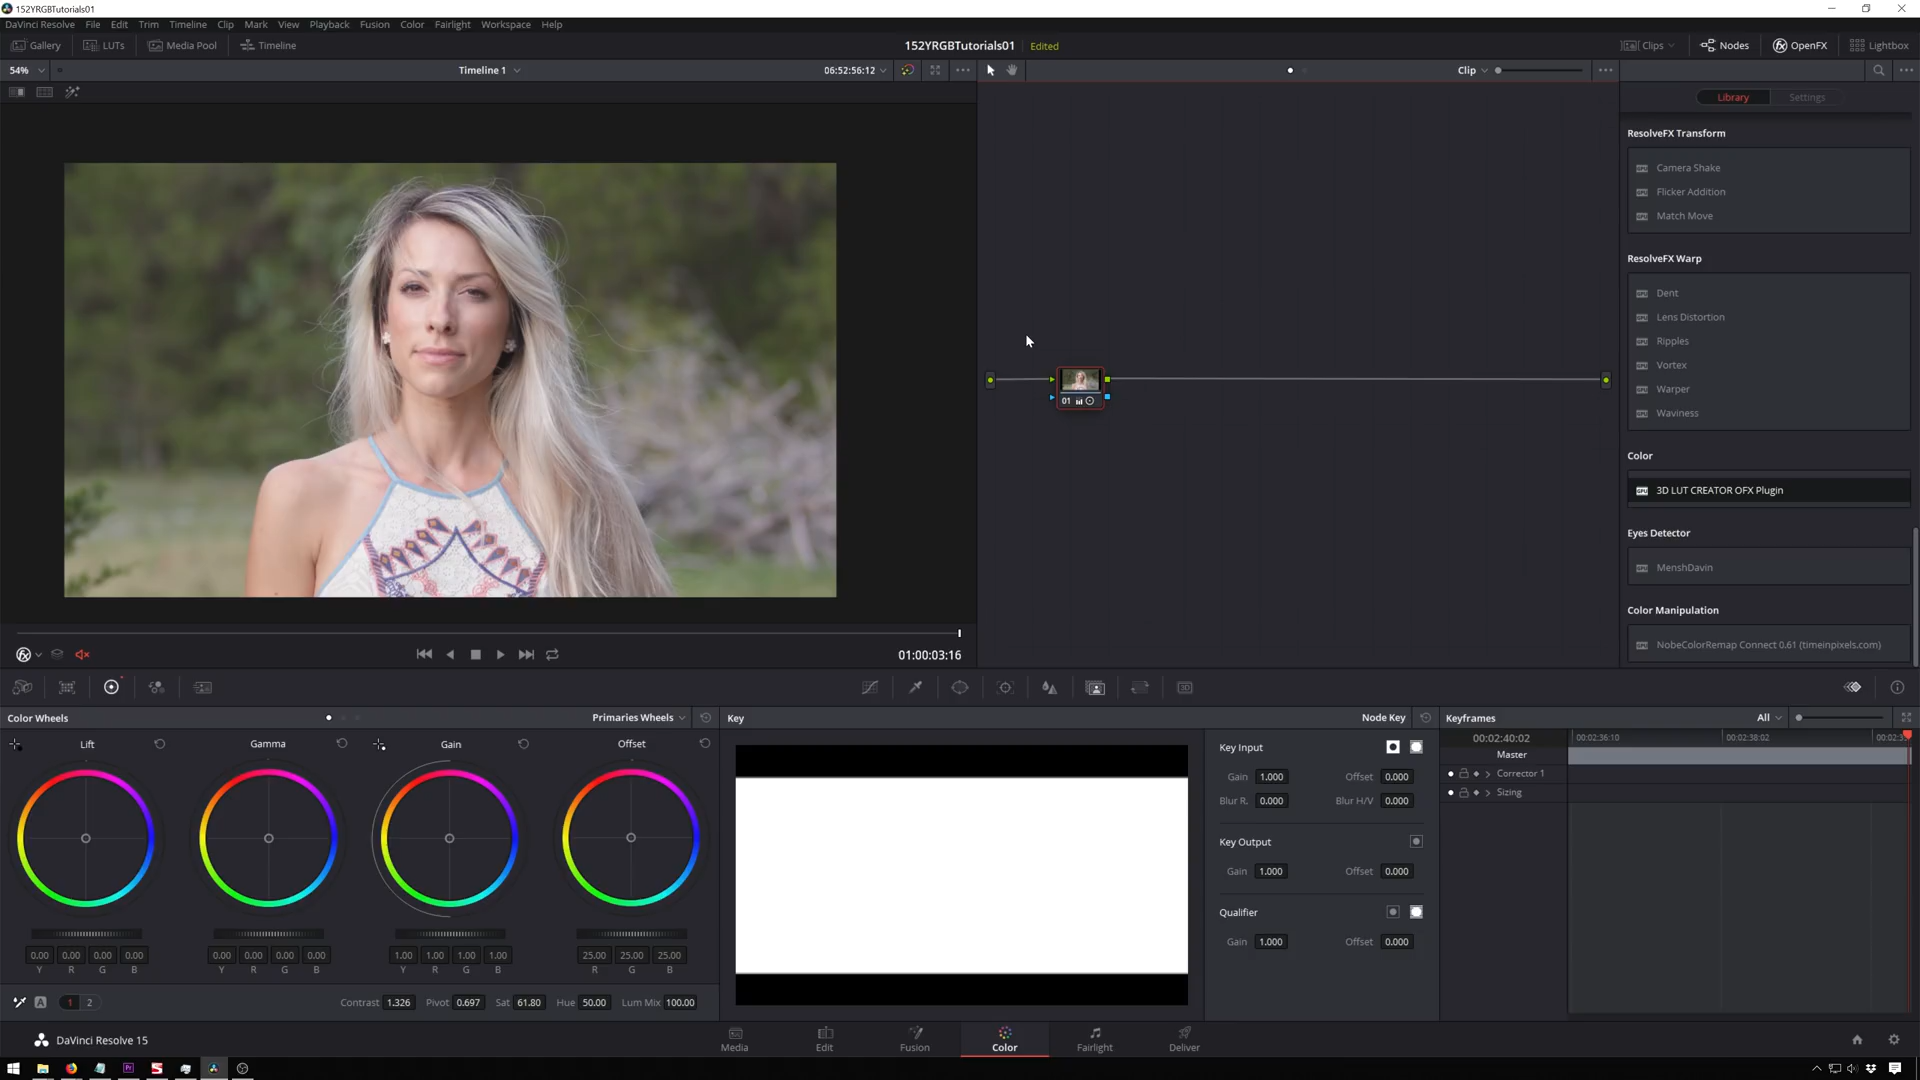 152YRGBTutorials01
DaVinci Resolve File Edit Trim Timeline Clip Mark View Playback Fusion Color Fairlight Workspace Help
Gallery LUTs Media Pool Timeline 152YRGBTutorials01 Edited Clips Nodes OpenFX Lightbox
54% Timeline 1 06:52:56:12 Clip
Library Settings
ResolveFX Transform
Camera Shake
Flicker Addition
Match Move
ResolveFX Warp
Dent
Lens Distortion
Ripples
Vortex
Warper
Waviness
01
Color
3D LUT CREATOR OFX Plugin
Eyes Detector
MenshDavin
Color Manipulation
NobeColorRemap Connect 0.61 (timeinpixels.com)
01:00:03:16
Color Wheels Primaries Wheels Key Node Key Keyframes All
Lift Gamma Gain Offset
Key Input
Gain 1.000 Offset 0.000
Blur R. 0.000 Blur H/V 0.000
Key Output
Gain 1.000 Offset 0.000
Qualifier
Gain 1.000 Offset 0.000
00:02:40:02 00:02:36:10 00:02:38:02 00:02:3
Master
Corrector 1
Sizing
0.00 0.00 0.00 0.00 0.00 0.00 0.00 0.00 1.00 1.00 1.00 1.00 25.00 25.00 25.00
Y R G B Y R G B Y R G B R G B
A 1 2 Contrast 1.326 Pivot 0.697 Sat 61.80 Hue 50.00 Lum Mix 100.00
DaVinci Resolve 15 Media Edit Fusion Color Fairlight Deliver